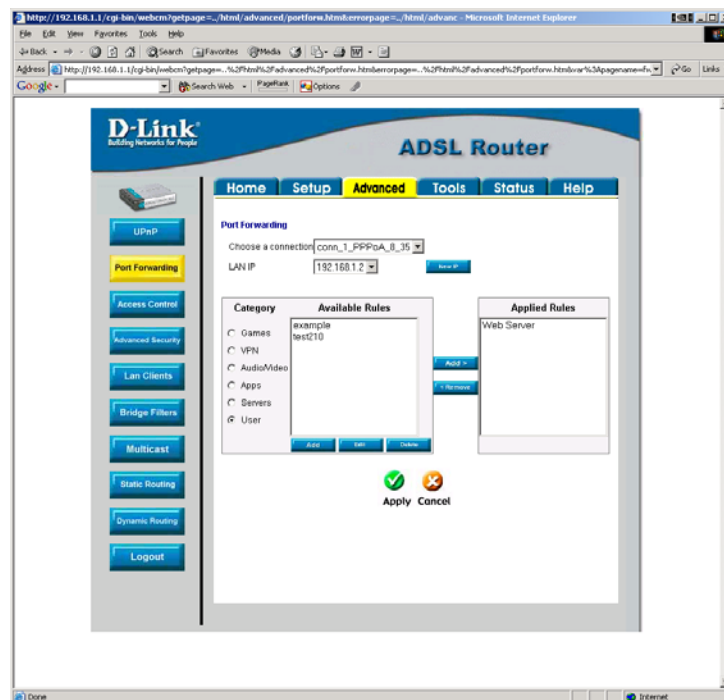 http://192.168.1.1/cgi-bin/webcm?getpage=../html/advanced/portforw.htm&errorpage=../html/advanc - Microsoft Internet Explorer
File Edit View Favorites Tools Help
Back Search Favorites Media
Address http://192.168.1.1/cgi-bin/webcm?getpage=..%2Fhtml%2Fadvanced%2Fportforw.htm&errorpage=..%2Fhtml%2Fadvanced%2Fportforw.htm&var%3Apagename=fw Go Links
Google Search Web PageRank Options
D-Link
Building Networks for People
ADSL Router
Home Setup Advanced Tools Status Help
UPnP
Port Forwarding
Access Control
Advanced Security
Lan Clients
Bridge Filters
Multicast
Static Routing
Dynamic Routing
Logout
Port Forwarding
Choose a connection conn_1_PPPoA_8_35
LAN IP 192.168.1.2 New IP
Category Available Rules Applied Rules
Games
VPN
Audio/Video
Apps
Servers
User
example
test210
Web Server
Add >
< Remove
Add Edit Delete
Apply Cancel
Done Internet